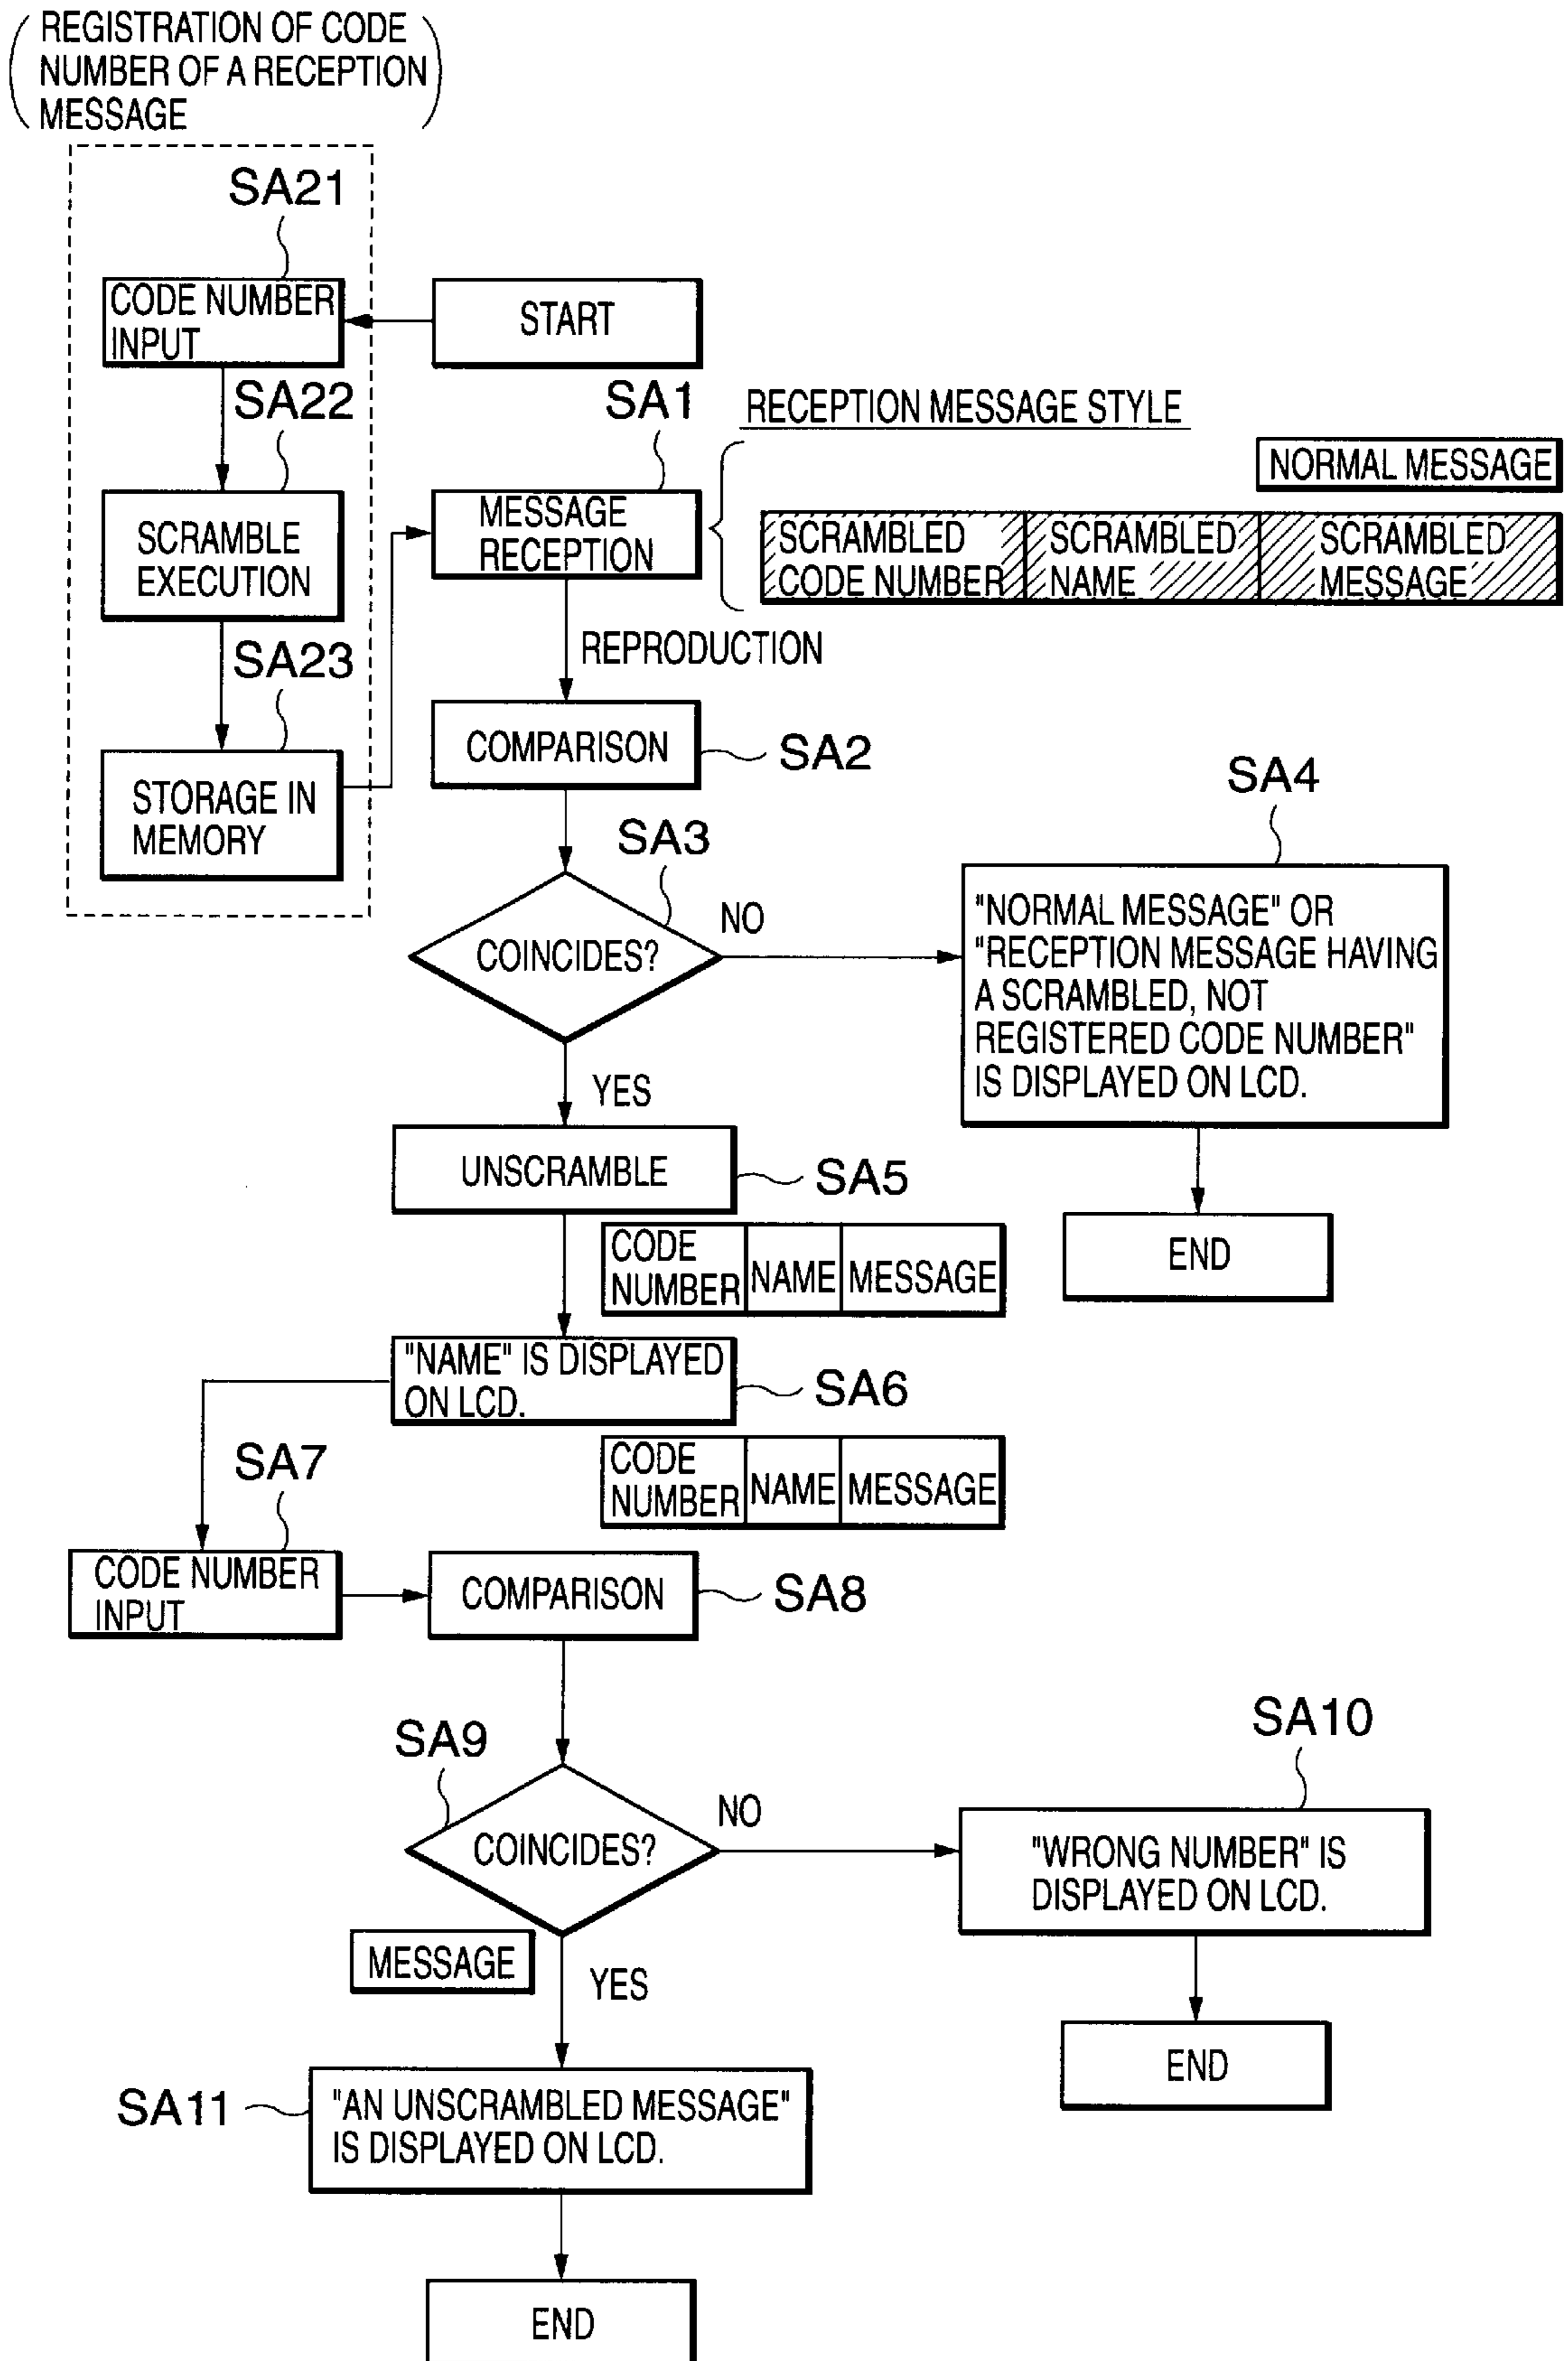 REGISTRATION OF CODE
NUMBER OF A RECEPTION
MESSAGE
SA21
CODE NUMBER
INPUT
START
SA22
SCRAMBLE
EXECUTION
SA1
MESSAGE
RECEPTION
RECEPTION MESSAGE STYLE
NORMAL MESSAGE
SCRAMBLED
CODE NUMBER
SCRAMBLED
NAME
SCRAMBLED
MESSAGE
REPRODUCTION
SA23
STORAGE IN
MEMORY
COMPARISON
SA2
SA3
COINCIDES?
NO
SA4
"NORMAL MESSAGE" OR
"RECEPTION MESSAGE HAVING
A SCRAMBLED, NOT
REGISTERED CODE NUMBER"
IS DISPLAYED ON LCD.
END
YES
UNSCRAMBLE
SA5
CODE
NUMBER
NAME
MESSAGE
"NAME" IS DISPLAYED
ON LCD.
SA6
CODE
NUMBER
NAME
MESSAGE
SA7
CODE NUMBER
INPUT
COMPARISON
SA8
SA9
COINCIDES?
NO
SA10
"WRONG NUMBER" IS
DISPLAYED ON LCD.
END
MESSAGE
YES
SA11
"AN UNSCRAMBLED MESSAGE"
IS DISPLAYED ON LCD.
END